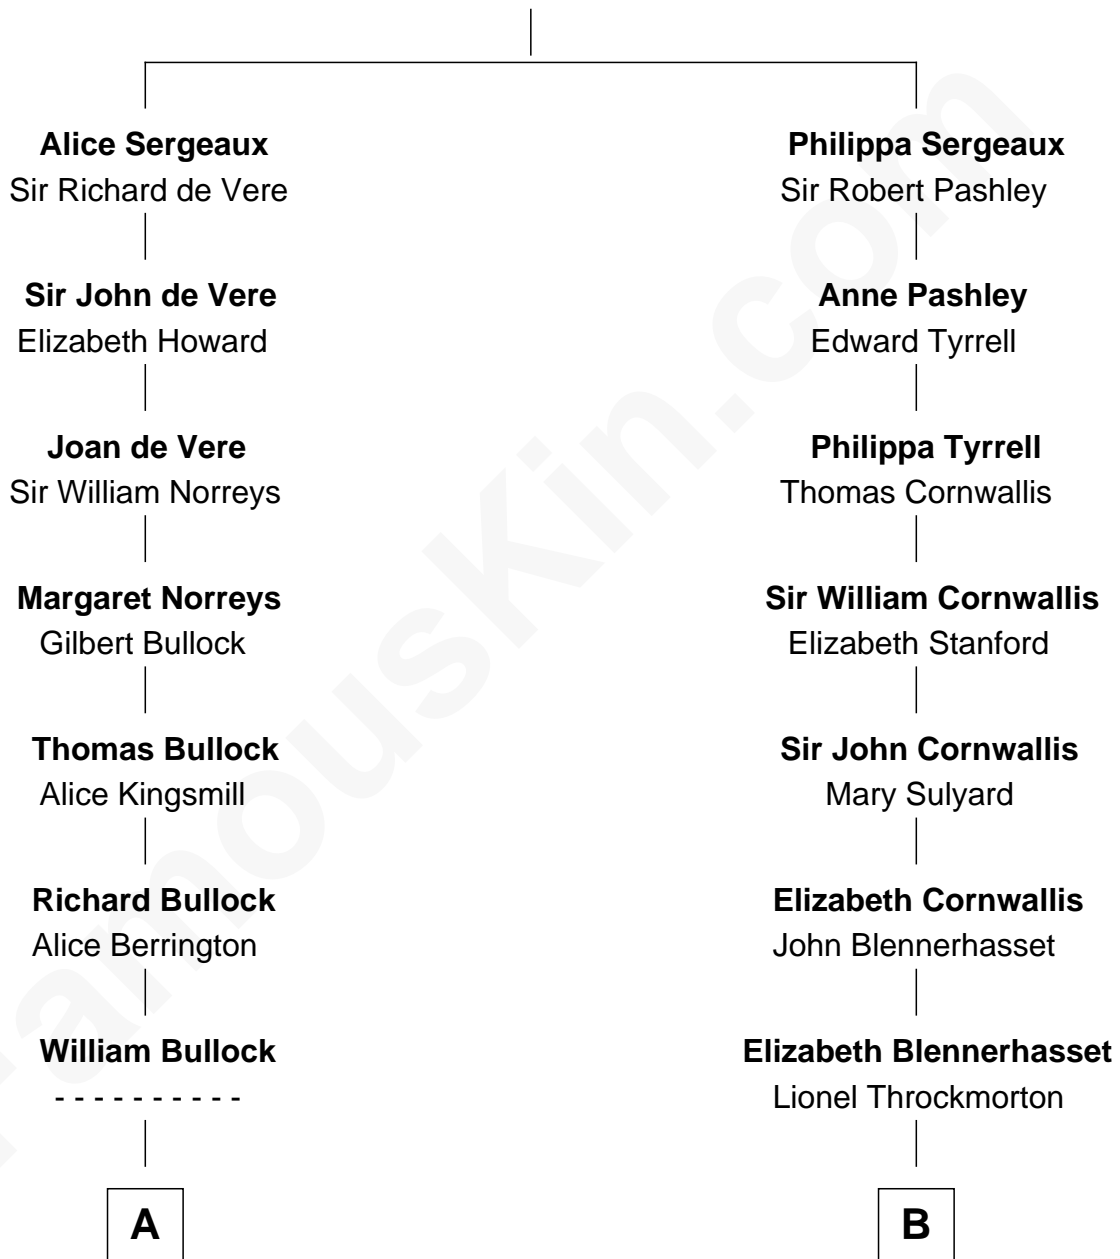 Alice Sergeaux
Sir Richard de Vere
Philippa Sergeaux
Sir Robert Pashley
Sir John de Vere
Elizabeth Howard
Anne Pashley
Edward Tyrrell
Joan de Vere
Sir William Norreys
Philippa Tyrrell
Thomas Cornwallis
Margaret Norreys
Gilbert Bullock
Sir William Cornwallis
Elizabeth Stanford
Thomas Bullock
Alice Kingsmill
Sir John Cornwallis
Mary Sulyard
Richard Bullock
Alice Berrington
Elizabeth Cornwallis
John Blennerhasset
William Bullock
- - - - - - - - - -
Elizabeth Blennerhasset
Lionel Throckmorton
A
B
FamousKin.com